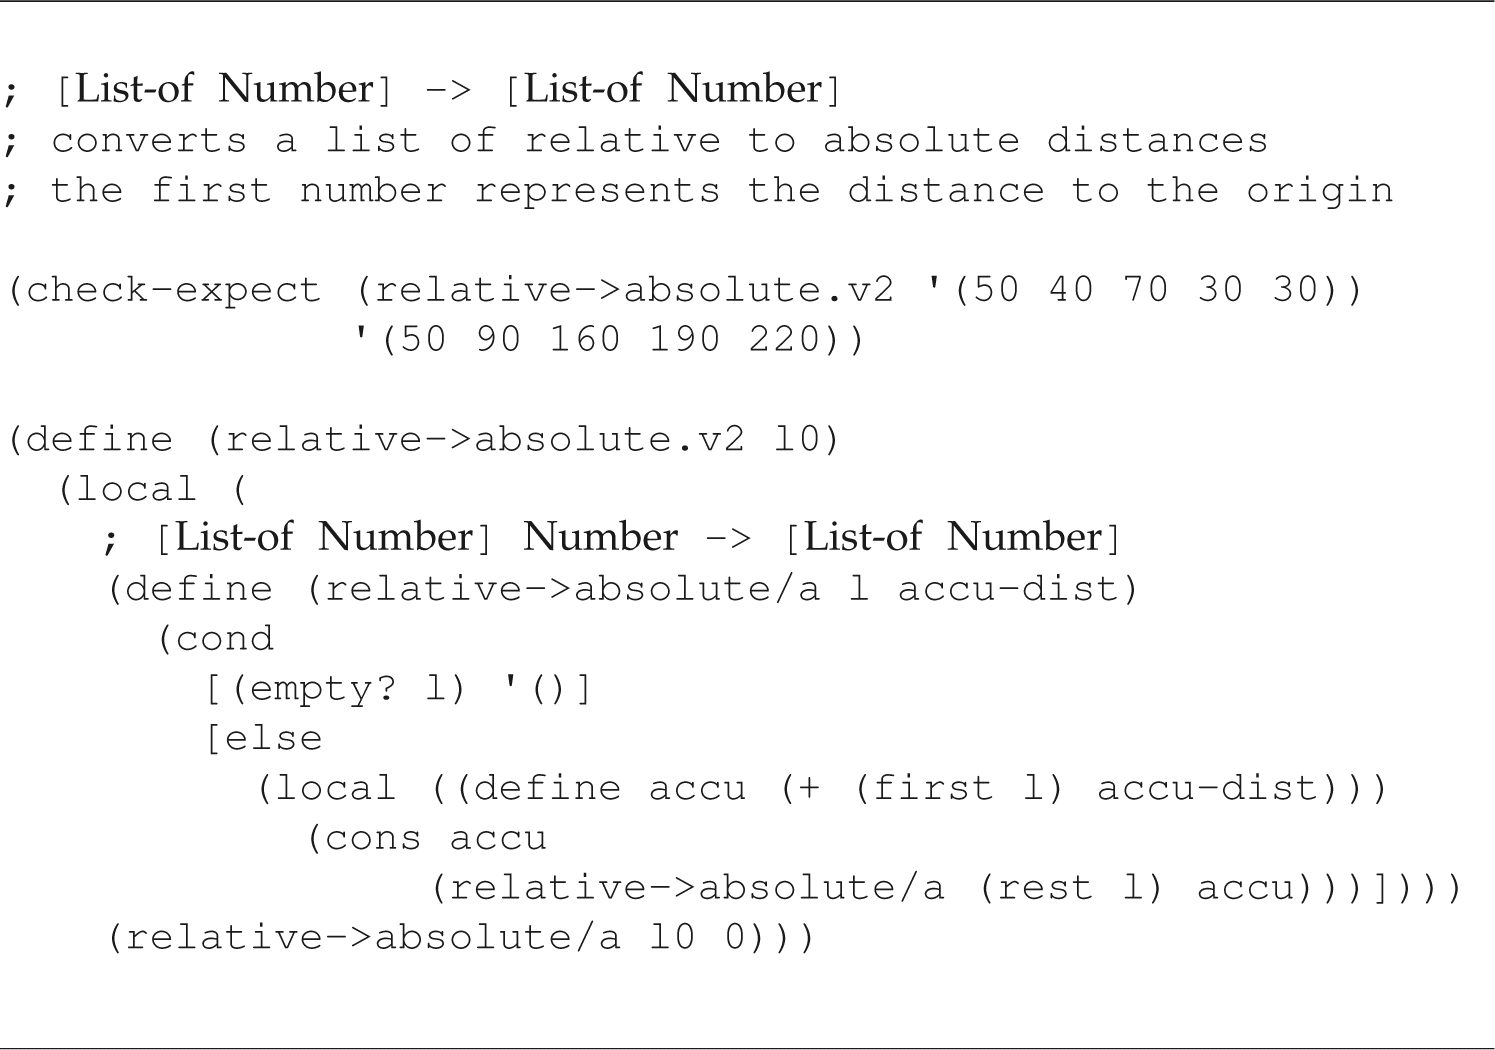 ; [List-of Number] -> [List-of Number]
; converts a list of relative to absolute distances
; the first number represents the distance to the origin
(check-expect (relative->absolute.v2 '(50 40 70 30 30))
              '(50 90 160 190 220))
(define (relative->absolute.v2 l0)
  (local (
    ; [List-of Number] Number -> [List-of Number]
    (define (relative->absolute/a l accu-dist)
      (cond
        [(empty? l) '()]
        [else
          (local ((define accu (+ (first l) accu-dist)))
            (cons accu
                 (relative->absolute/a (rest l) accu)))])))
    (relative->absolute/a l0 0)))